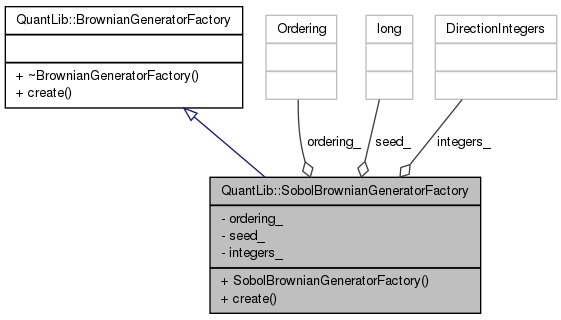 QuantLib::BrownianGeneratorFactory
+ ~BrownianGeneratorFactory()
+ create()
Ordering
long
DirectionIntegers
ordering_
seed_
integers_
QuantLib::SobolBrownianGeneratorFactory
- ordering_
- seed_
- integers_
+ SobolBrownianGeneratorFactory()
+ create()